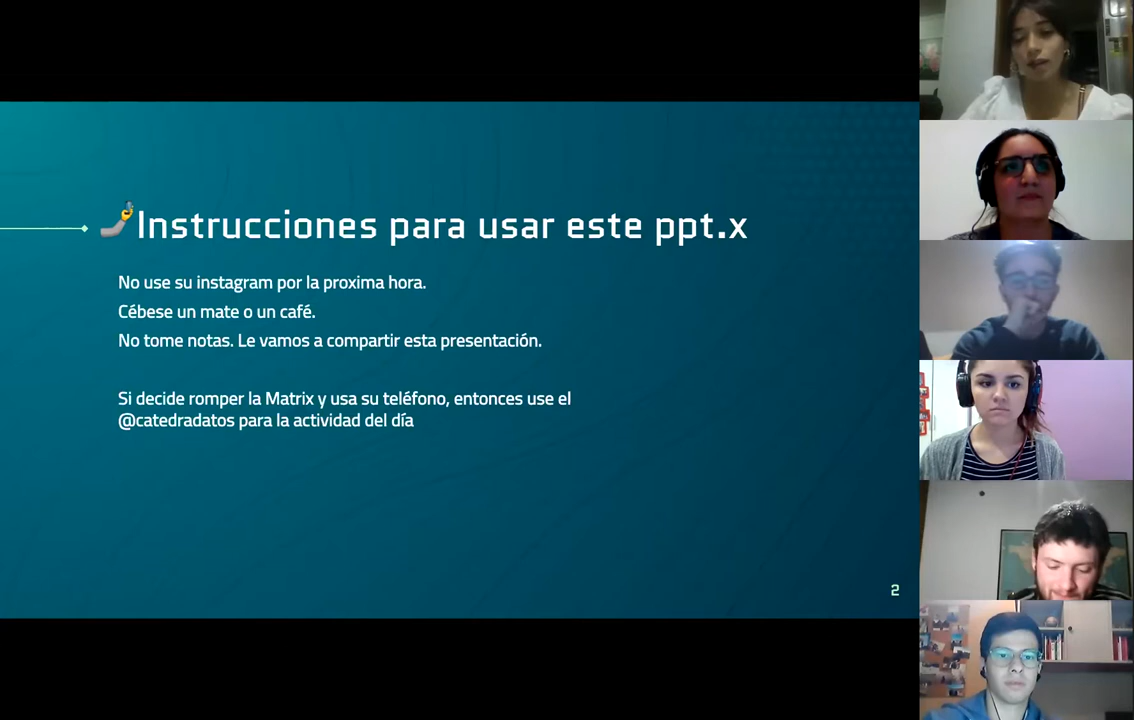 Instrucciones para usar este ppt.x
No use su instagram por la proxima hora.
Cébese un mate o un café.
No tome notas. Le vamos a compartir esta presentación.
Si decide romper la Matrix y usa su teléfono, entonces use el
@catedradatos para la actividad del día
2